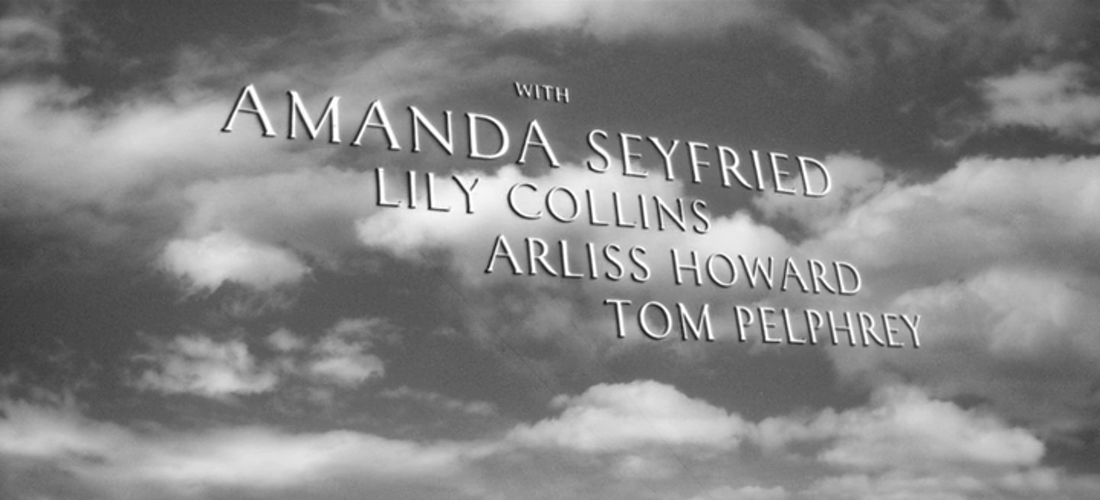 WITH
AMANDA SEYFRIED
LILY COLLINS
ARLISS HOWARD
TOM PELPHREY